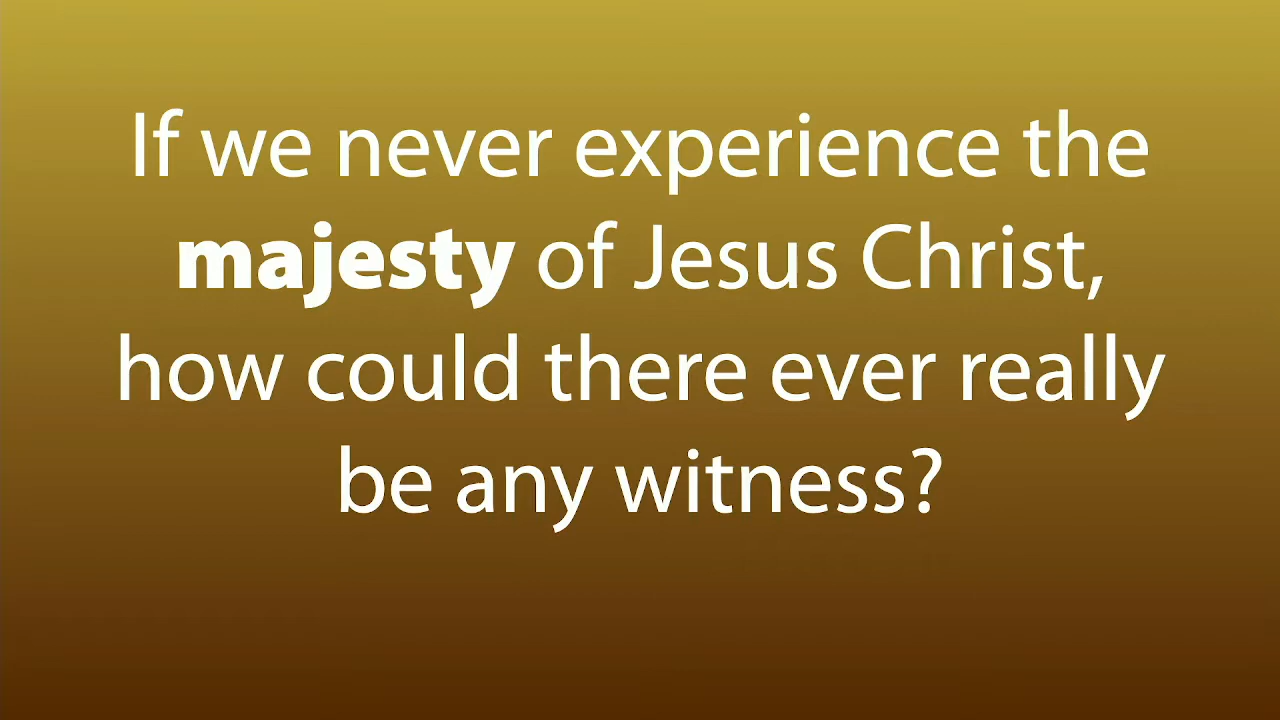 If we never experience the
majesty of Jesus Christ,
how could there ever really
be any witness?